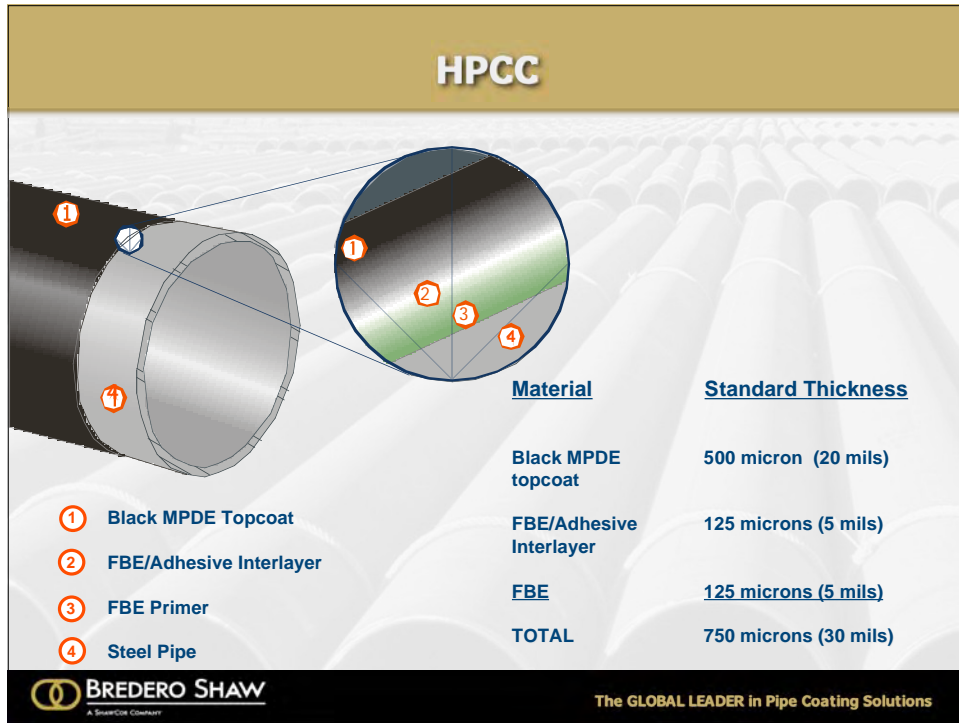 HPCC
1
1
2
3
4
4
Material Standard Thickness
Black MPDE topcoat 500 micron (20 mils)
FBE/Adhesive Interlayer 125 microns (5 mils)
FBE 125 microns (5 mils)
TOTAL 750 microns (30 mils)
1 Black MPDE Topcoat
2 FBE/Adhesive Interlayer
3 FBE Primer
4 Steel Pipe
BREDERO SHAW
A SHAWCOR COMPANY
The GLOBAL LEADER in Pipe Coating Solutions